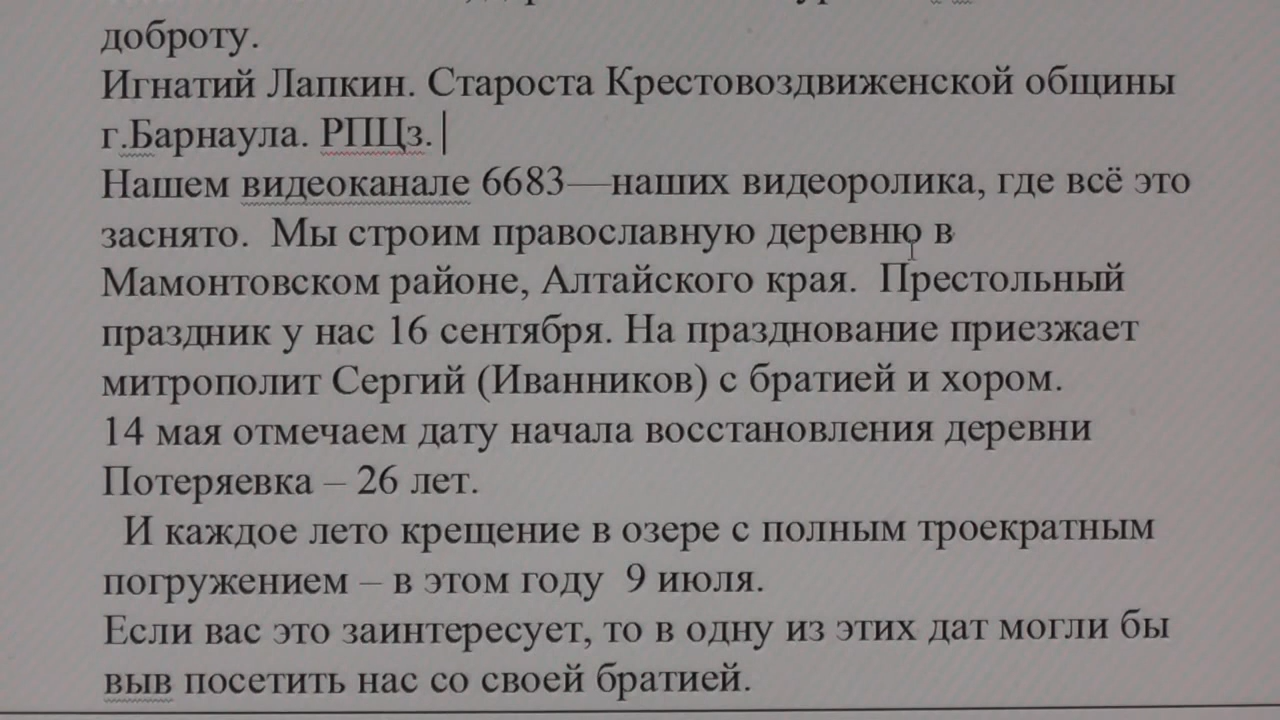 доброту.
Игнатий Лапкин. Староста Крестовоздвиженской общины
г.Барнаула. РПЦз.
Нашем видеоканале 6683—наших видеоролика, где всё это
заснято.  Мы строим православную деревню в
Мамонтовском районе, Алтайского края.  Престольный
праздник у нас 16 сентября. На празднование приезжает
митрополит Сергий (Иванников) с братией и хором.
14 мая отмечаем дату начала восстановления деревни
Потеряевка – 26 лет.
И каждое лето крещение в озере с полным троекратным
погружением – в этом году  9 июля.
Если вас это заинтересует, то в одну из этих дат могли бы
выв посетить нас со своей братией.